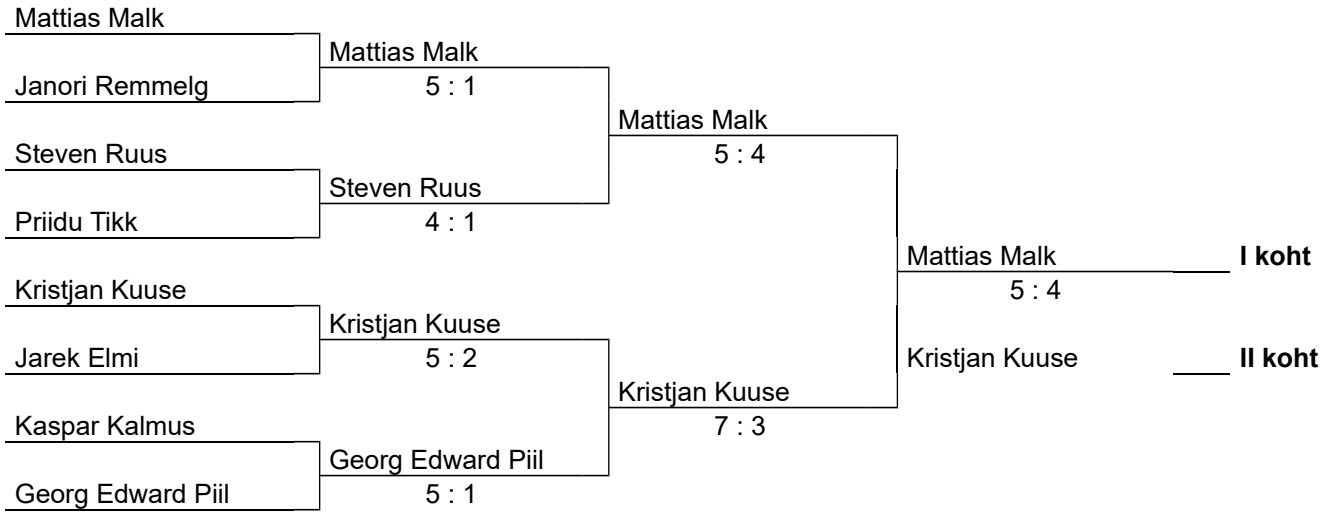 Mattias Malk
Mattias Malk
Janori Remmelg
5 : 1
Mattias Malk
Steven Ruus
5 : 4
Steven Ruus
Priidu Tikk
4 : 1
Mattias Malk I koht
Kristjan Kuuse
5 : 4
Kristjan Kuuse
Jarek Elmi
5 : 2
Kristjan Kuuse II koht
Kristjan Kuuse
Kaspar Kalmus
7 : 3
Georg Edward Piil
Georg Edward Piil
5 : 1